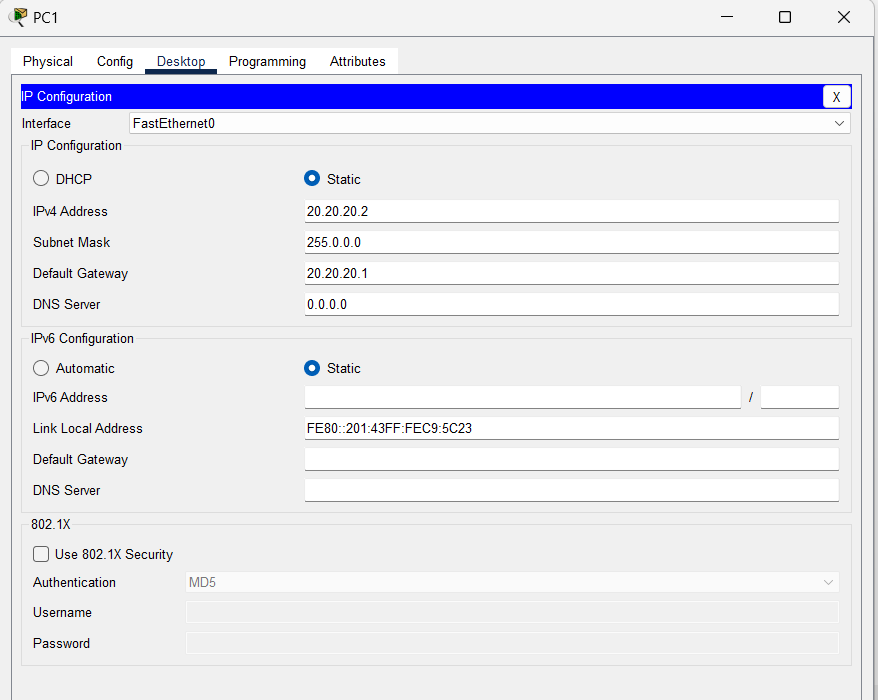 PC1
Physical Config Desktop Programming Attributes
IP Configuration X
Interface FastEthernet0
IP Configuration
DHCP Static
IPv4 Address 20.20.20.2
Subnet Mask 255.0.0.0
Default Gateway 20.20.20.1
DNS Server 0.0.0.0
IPv6 Configuration
Automatic Static
IPv6 Address /
Link Local Address FE80::201:43FF:FEC9:5C23
Default Gateway
DNS Server
802.1X
Use 802.1X Security
Authentication MD5
Username
Password